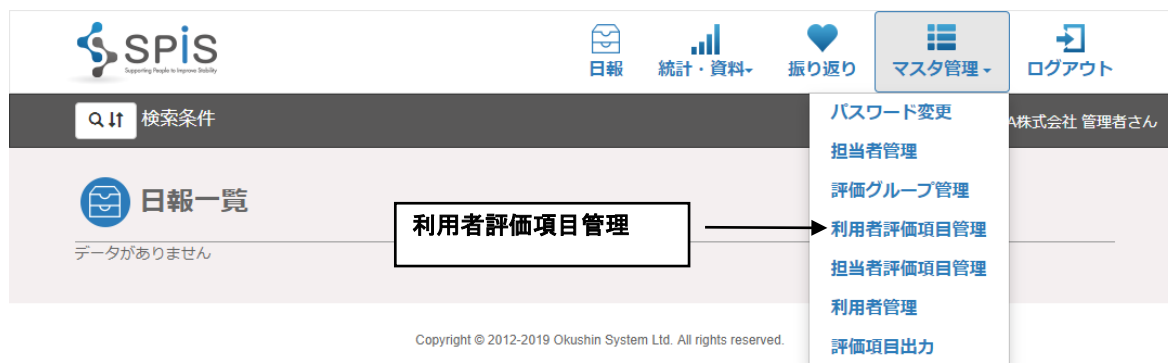 SPiS
Supporting People to Improve Stability
日報
統計・資料
振り返り
マスタ管理
ログアウト
検索条件
A株式会社 管理者さん
パスワード変更
担当者管理
評価グループ管理
利用者評価項目管理
担当者評価項目管理
利用者管理
評価項目出力
日報一覧
利用者評価項目管理
データがありません
Copyright © 2012-2019 Okushin System Ltd. All rights reserved.